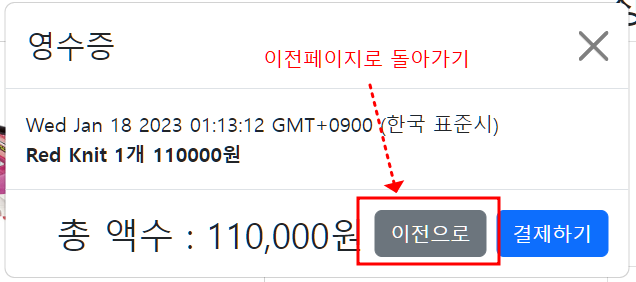 영수증
이전페이지로 돌아가기
Wed Jan 18 2023 01:13:12 GMT+0900 (한국 표준시)
Red Knit 1개 110000원
총 액수 : 110,000원 이전으로 결제하기